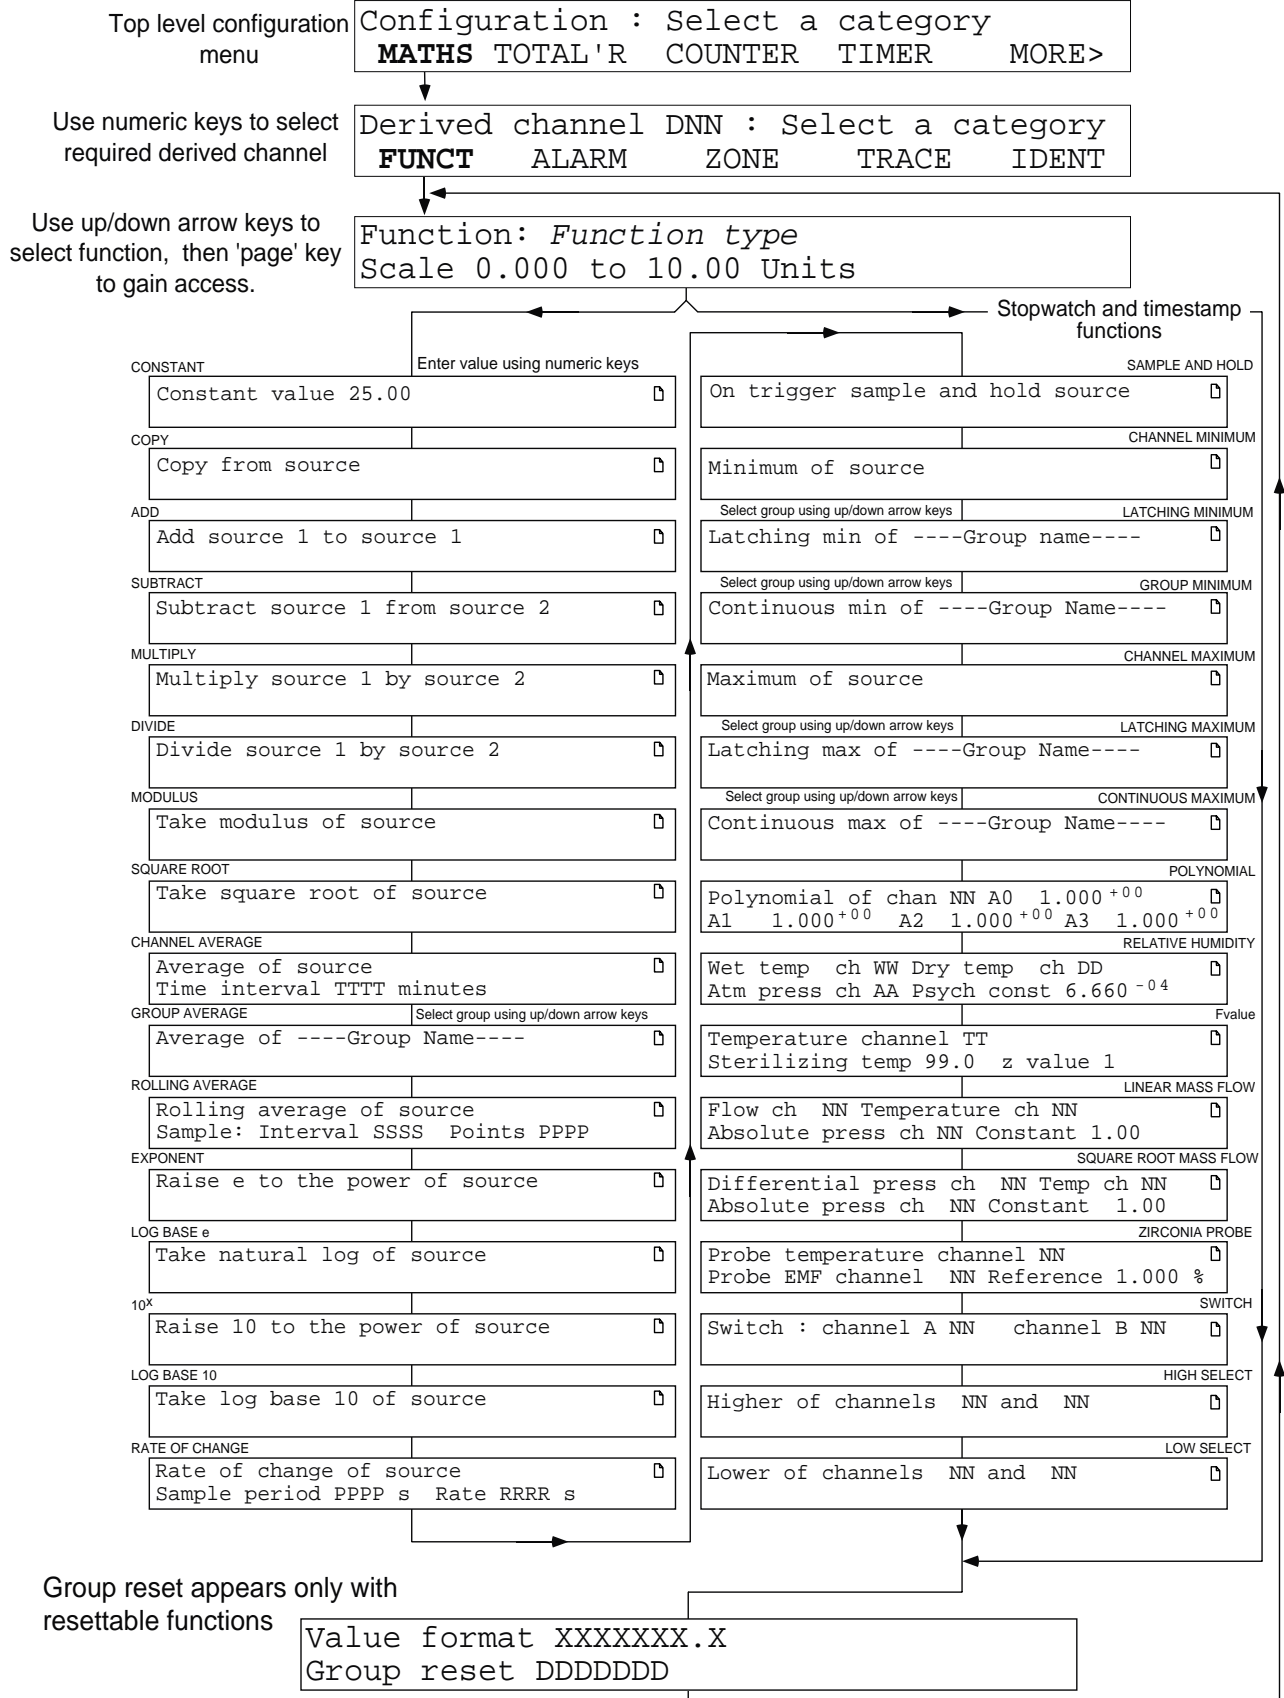 Top level configuration
menu
Configuration : Select a category
MATHS TOTAL'R COUNTER TIMER MORE>
Use numeric keys to select
required derived channel
Derived channel DNN : Select a category
FUNCT ALARM ZONE TRACE IDENT
Use up/down arrow keys to
select function, then 'page' key
to gain access.
Function: Function type
Scale 0.000 to 10.00 Units
Stopwatch and timestamp
functions
CONSTANT
Enter value using numeric keys
Constant value 25.00
COPY
Copy from source
ADD
Add source 1 to source 1
SUBTRACT
Subtract source 1 from source 2
MULTIPLY
Multiply source 1 by source 2
DIVIDE
Divide source 1 by source 2
MODULUS
Take modulus of source
SQUARE ROOT
Take square root of source
CHANNEL AVERAGE
Average of source
Time interval TTTT minutes
GROUP AVERAGE
Select group using up/down arrow keys
Average of ----Group Name----
ROLLING AVERAGE
Rolling average of source
Sample: Interval SSSS Points PPPP
EXPONENT
Raise e to the power of source
LOG BASE e
Take natural log of source
10x
Raise 10 to the power of source
LOG BASE 10
Take log base 10 of source
RATE OF CHANGE
Rate of change of source
Sample period PPPP s Rate RRRR s
SAMPLE AND HOLD
On trigger sample and hold source
CHANNEL MINIMUM
Minimum of source
Select group using up/down arrow keys
LATCHING MINIMUM
Latching min of ----Group name----
Select group using up/down arrow keys
GROUP MINIMUM
Continuous min of ----Group Name----
CHANNEL MAXIMUM
Maximum of source
Select group using up/down arrow keys
LATCHING MAXIMUM
Latching max of ----Group Name----
Select group using up/down arrow keys
CONTINUOUS MAXIMUM
Continuous max of ----Group Name----
POLYNOMIAL
Polynomial of chan NN A0 1.000 +00
A1 1.000 +00 A2 1.000 +00 A3 1.000 +00
RELATIVE HUMIDITY
Wet temp ch WW Dry temp ch DD
Atm press ch AA Psych const 6.660 -04
Fvalue
Temperature channel TT
Sterilizing temp 99.0 z value 1
LINEAR MASS FLOW
Flow ch NN Temperature ch NN
Absolute press ch NN Constant 1.00
SQUARE ROOT MASS FLOW
Differential press ch NN Temp ch NN
Absolute press ch NN Constant 1.00
ZIRCONIA PROBE
Probe temperature channel NN
Probe EMF channel NN Reference 1.000 %
SWITCH
Switch : channel A NN channel B NN
HIGH SELECT
Higher of channels NN and NN
LOW SELECT
Lower of channels NN and NN
Group reset appears only with
resettable functions
Value format XXXXXXX.X
Group reset DDDDDDD